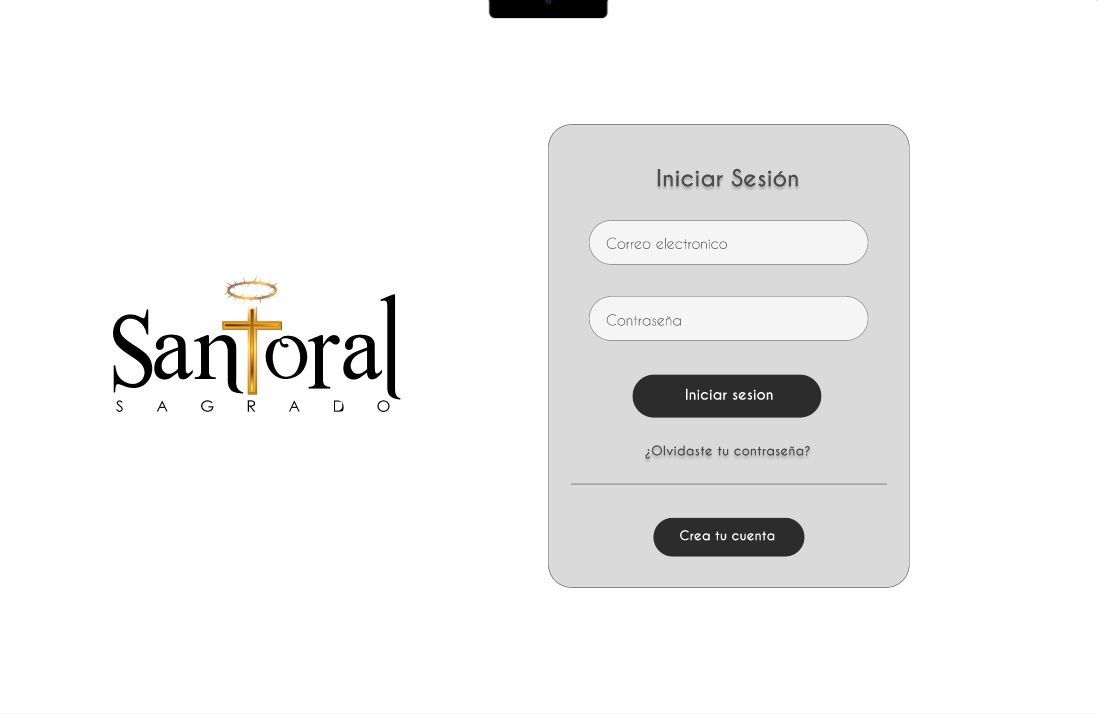 Santoral
SAGRADO
Iniciar Sesión
Correo electronico
Contraseña
Iniciar sesion
¿Olvidaste tu contraseña?
Crea tu cuenta